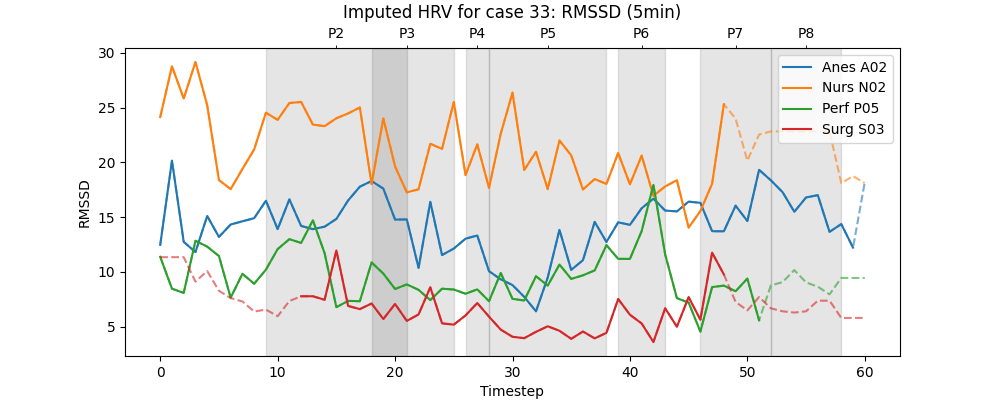 Imputed HRV for case 33: RMSSD (5min)
P2 P3 P4 P5 P6 P7 P8
30
25
20
15
10
5
RMSSD
Anes A02
Nurs N02
Perf P05
Surg S03
0 10 20 30 40 50 60
Timestep